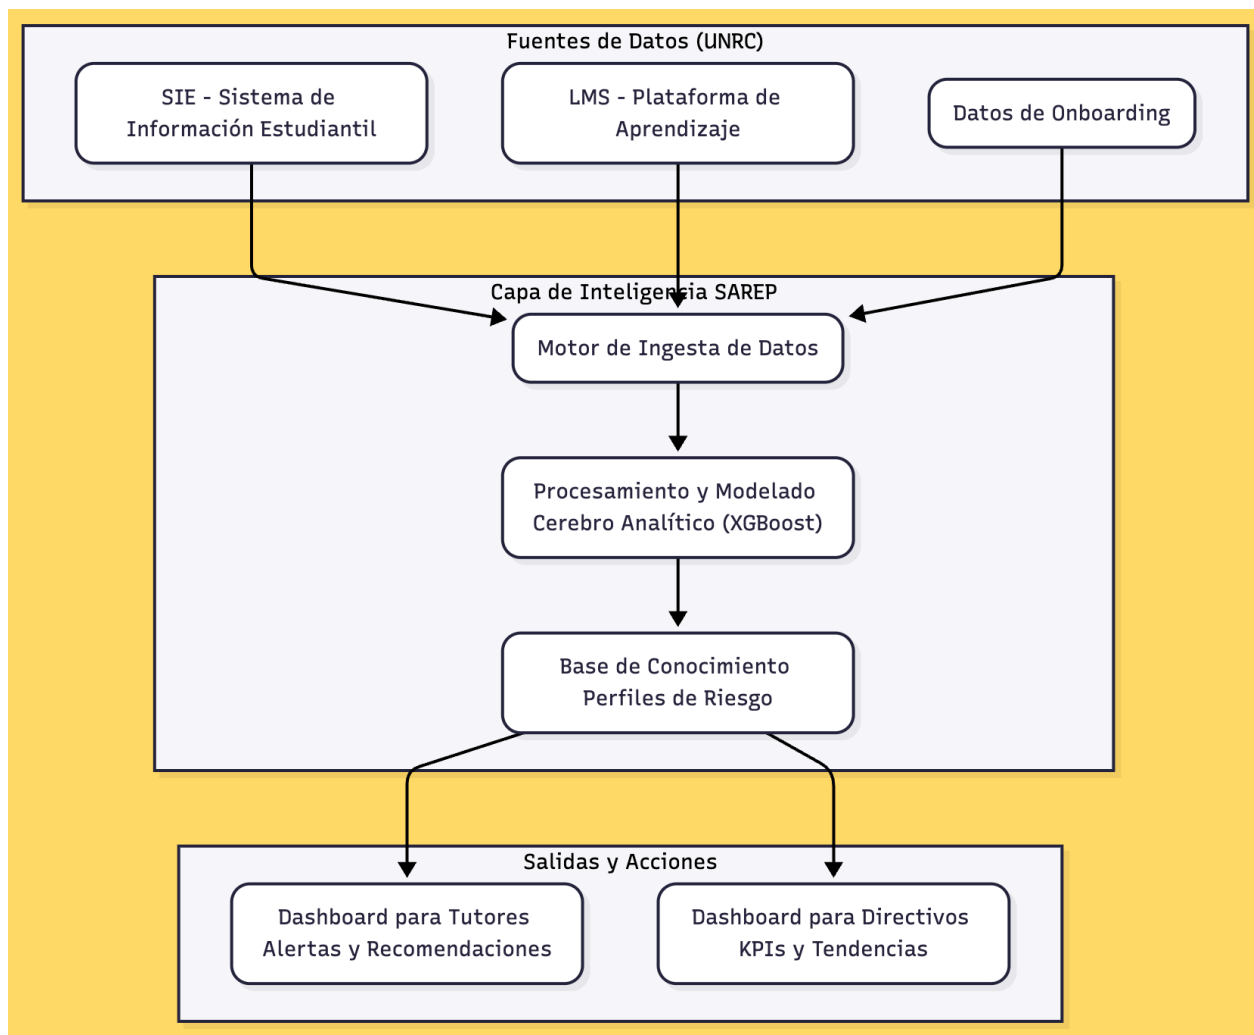 Fuentes de Datos (UNRC)
SIE - Sistema de
Información Estudiantil
LMS - Plataforma de
Aprendizaje
Datos de Onboarding
Capa de Inteligencia SAREP
Motor de Ingesta de Datos
Procesamiento y Modelado
Cerebro Analítico (XGBoost)
Base de Conocimiento
Perfiles de Riesgo
Salidas y Acciones
Dashboard para Tutores
Alertas y Recomendaciones
Dashboard para Directivos
KPIs y Tendencias